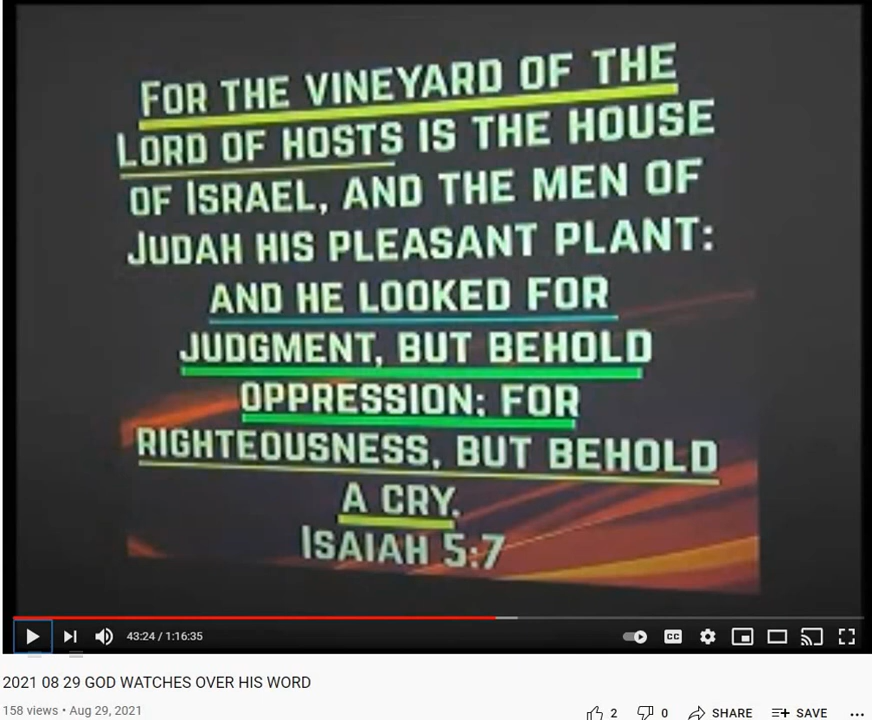 FOR THE VINEYARD OF THE
LORD OF HOSTS IS THE HOUSE
OF ISRAEL, AND THE MEN OF
JUDAH HIS PLEASANT PLANT:
AND HE LOOKED FOR
JUDGMENT, BUT BEHOLD
OPPRESSION; FOR
RIGHTEOUSNESS, BUT BEHOLD
A CRY.
ISAIAH 5:7
43:24 / 1:16:35
CC
2021 08 29 GOD WATCHES OVER HIS WORD
158 views • Aug 29, 2021
2
0
SHARE
SAVE